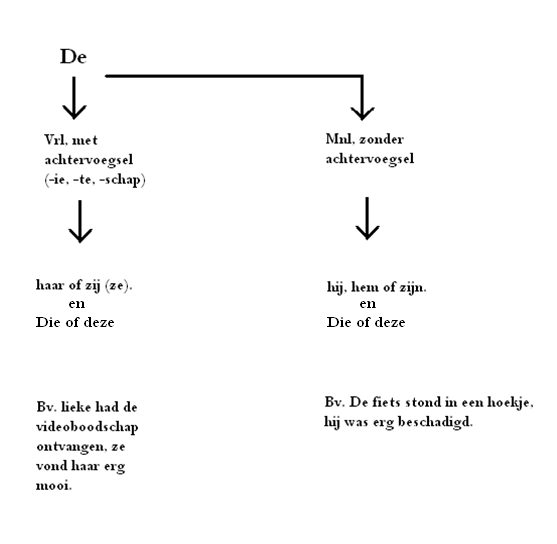 De
Vrl, met
achtervoegsel
(-ie, -te, -schap)
Mnl, zonder
achtervoegsel
haar of zij (ze).
en
Die of deze
hij, hem of zijn.
en
Die of deze
Bv. lieke had de
videoboodschap
ontvangen, ze
vond haar erg
mooi.
Bv. De fiets stond in een hoekje,
hij was erg beschadigd.